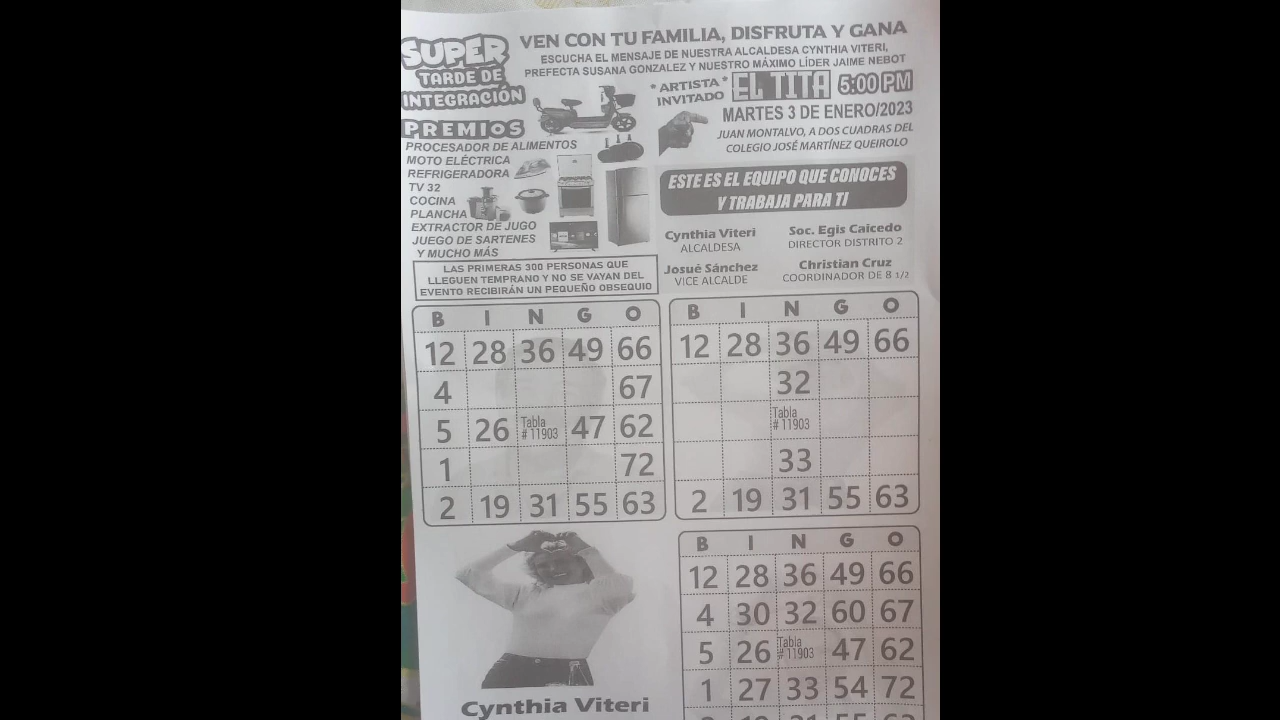 SUPER
TARDE DE
INTEGRACIÓN
VEN CON TU FAMILIA, DISFRUTA Y GANA
ESCUCHA EL MENSAJE DE NUESTRA ALCALDESA CYNTHIA VITERI,
PREFECTA SUSANA GONZALEZ Y NUESTRO MÁXIMO LÍDER JAIME NEBOT
* ARTISTA *
INVITADO
EL TITA
5:00 PM
MARTES 3 DE ENERO/2023
JUAN MONTALVO, A DOS CUADRAS DEL
COLEGIO JOSÉ MARTÍNEZ QUEIROLO
PREMIOS
PROCESADOR DE ALIMENTOS
MOTO ELÉCTRICA
REFRIGERADORA
TV 32
COCINA
PLANCHA
EXTRACTOR DE JUGO
JUEGO DE SARTENES
Y MUCHO MÁS
LAS PRIMERAS 300 PERSONAS QUE
LLEGUEN TEMPRANO Y NO SE VAYAN DEL
EVENTO RECIBIRÁN UN PEQUEÑO OBSEQUIO
ESTE ES EL EQUIPO QUE CONOCES
Y TRABAJA PARA TI
Cynthia Viteri
ALCALDESA
Soc. Egis Caicedo
DIRECTOR DISTRITO 2
Josué Sánchez
VICE ALCALDE
Christian Cruz
COORDINADOR DE 8 1/2
B I N G O
12 28 36 49 66
4 67
5 26 Tabla # 11903 47 62
1 72
2 19 31 55 63
B I N G O
12 28 36 49 66
32
Tabla
# 11903
33
2 19 31 55 63
Cynthia Viteri
B I N G O
12 28 36 49 66
4 30 32 60 67
5 26 Tabla # 11903 47 62
1 27 33 54 72